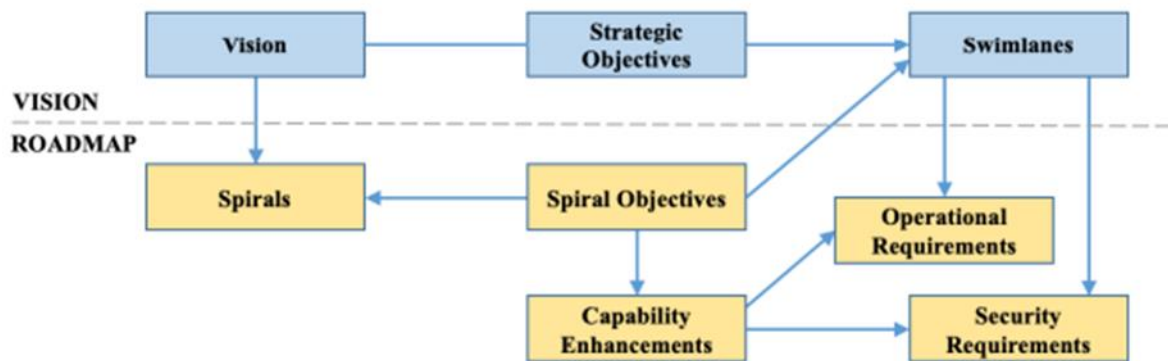 Vision
Strategic
Objectives
Swimlanes
VISION
ROADMAP
Spirals
Spiral Objectives
Operational
Requirements
Capability
Enhancements
Security
Requirements